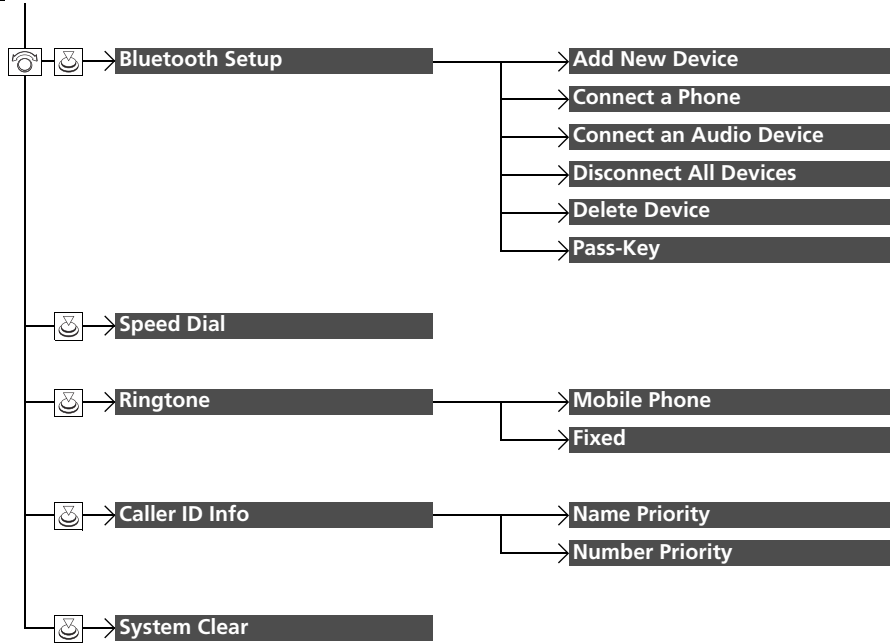 Bluetooth Setup
Add New Device
Connect a Phone
Connect an Audio Device
Disconnect All Devices
Delete Device
Pass-Key
Speed Dial
Ringtone
Mobile Phone
Fixed
Caller ID Info
Name Priority
Number Priority
System Clear